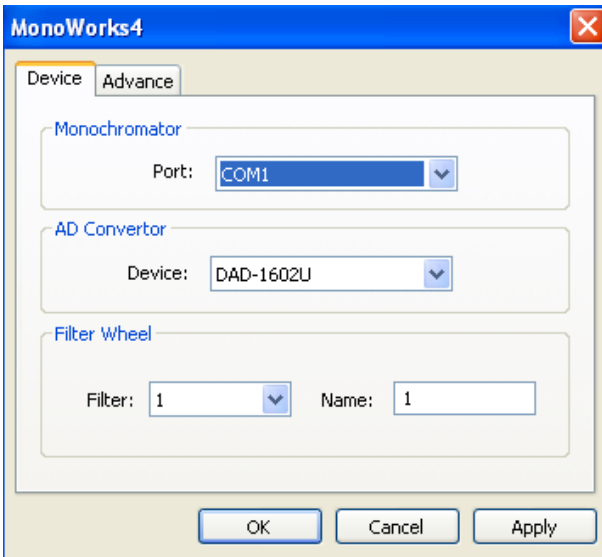 MonoWorks4
Device Advance
Monochromator
Port: COM1
AD Convertor
Device: DAD-1602U
Filter Wheel
Filter: 1 Name: 1
OK Cancel Apply